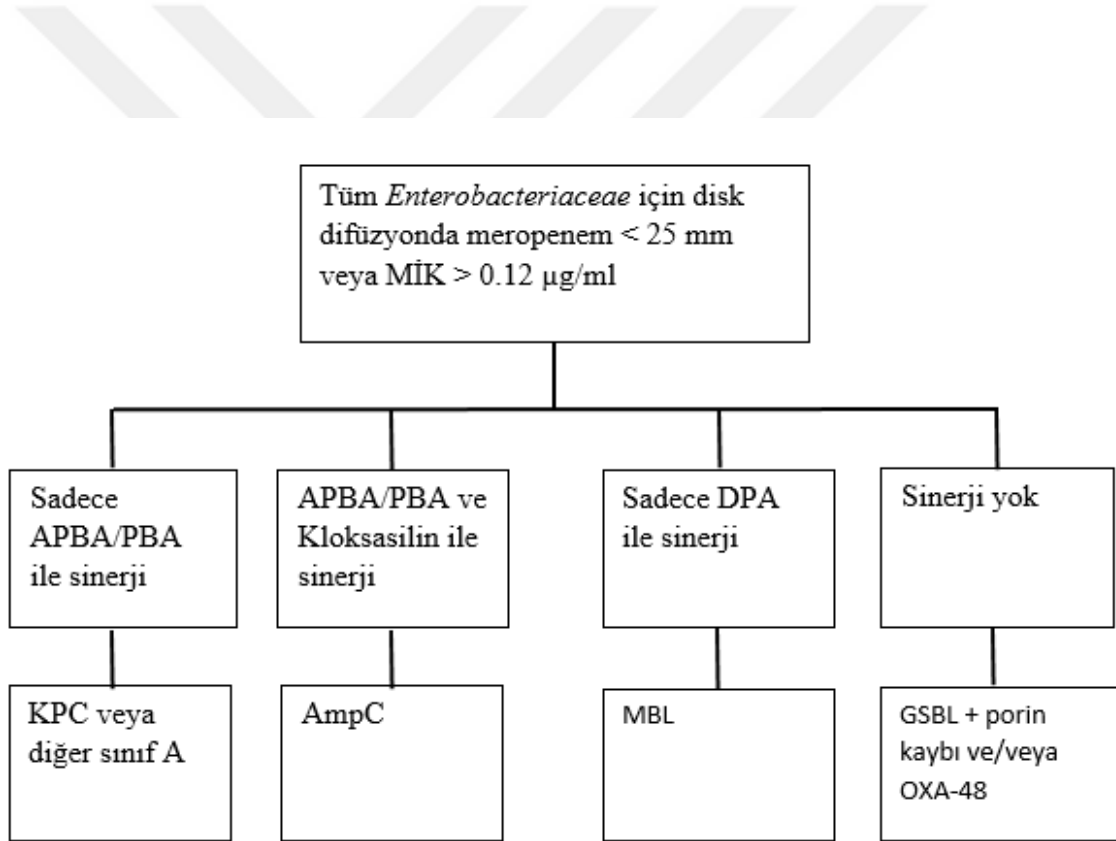 Tüm Enterobacteriaceae için disk
difüzyonda meropenem < 25 mm
veya MİK > 0.12 µg/ml
Sadece
APBA/PBA
ile sinerji
APBA/PBA ve
Kloksasilin ile
sinerji
Sadece DPA
ile sinerji
Sinerji yok
KPC veya
diğer sınıf A
AmpC
MBL
GSBL + porin
kaybı ve/veya
OXA-48